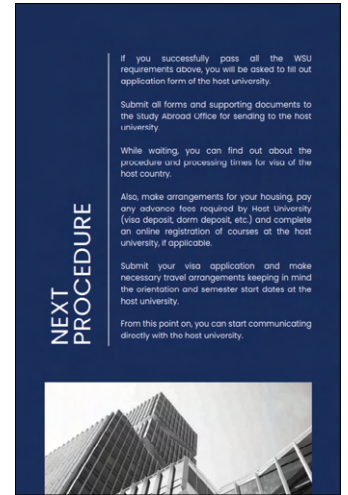 NEXT
PROCEDURE
If you successfully pass all the WSU
requirements above, you will be asked to fill out
application form of the host university.
Submit all forms and supporting documents to
the Study Abroad Office for sending to the host
university.
While waiting, you can find out about the
procedure and processing times for visa of the
host country.
Also, make arrangements for your housing, pay
any advance fees required by Host University
(visa deposit, dorm deposit, etc.) and complete
an online registration of courses at the host
university, if applicable.
Submit your visa application and make
necessary travel arrangements keeping in mind
the orientation and semester start dates at the
host university.
From this point on, you can start communicating
directly with the host university.